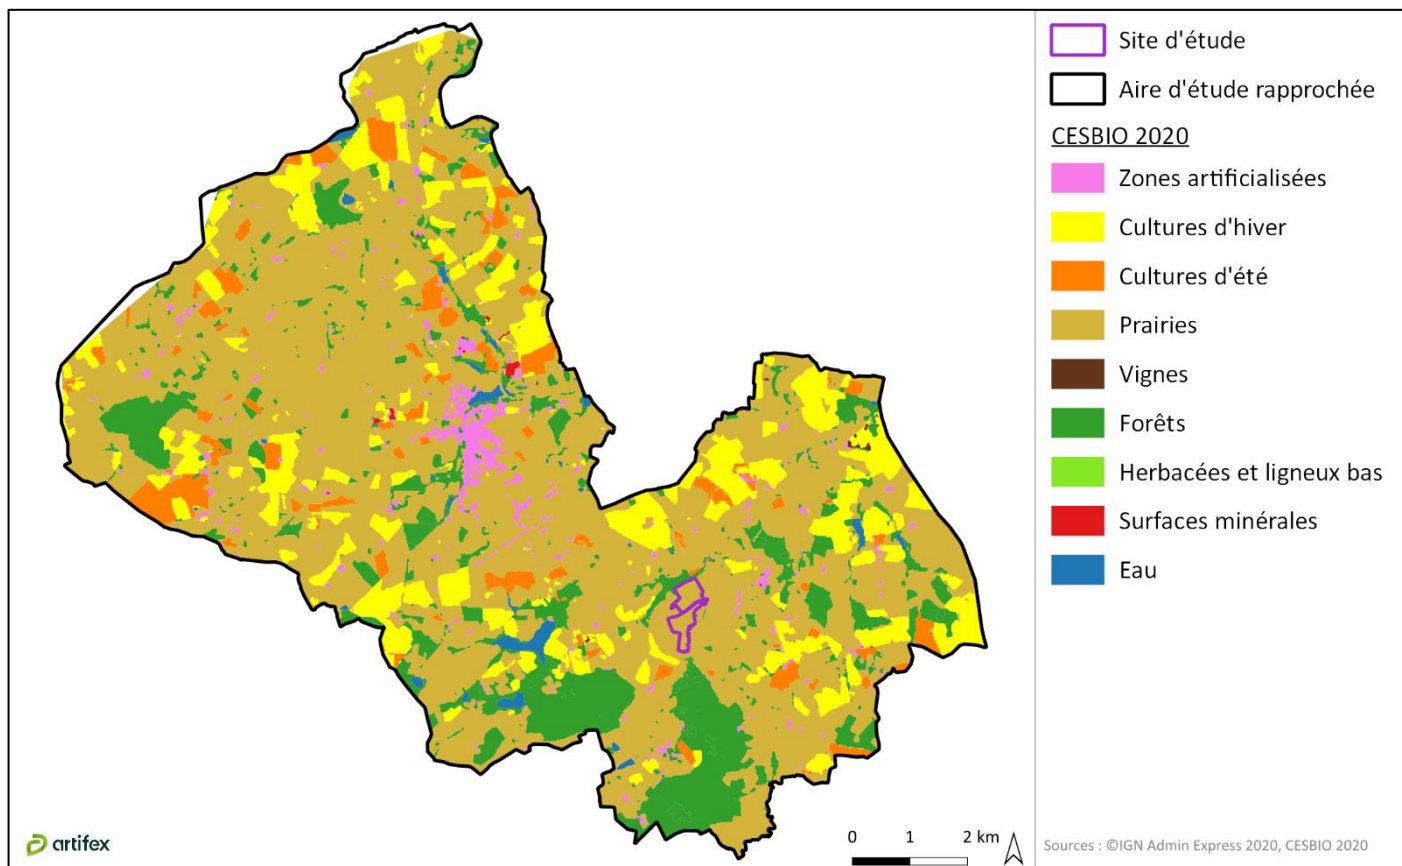 Site d'étude
Aire d'étude rapprochée
CESBIO 2020
Zones artificialisées
Cultures d'hiver
Cultures d'été
Prairies
Vignes
Forêts
Herbacées et ligneux bas
Surfaces minérales
Eau
artifex
0 1 2 km
Sources : ©IGN Admin Express 2020, CESBIO 2020